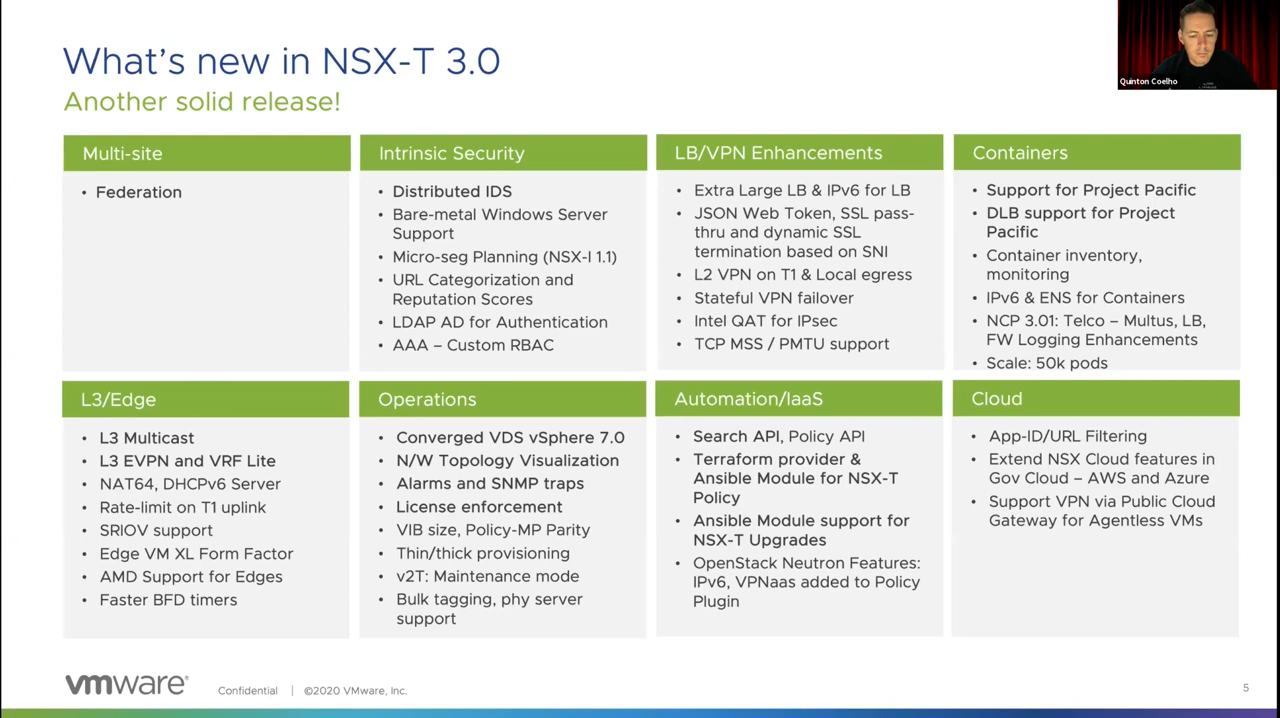 What's new in NSX-T 3.0
Another solid release!
Quinton Coelho
Multi-site
• Federation
Intrinsic Security
• Distributed IDS
• Bare-metal Windows Server
Support
• Micro-seg Planning (NSX-I 1.1)
• URL Categorization and
Reputation Scores
• LDAP AD for Authentication
• AAA – Custom RBAC
LB/VPN Enhancements
• Extra Large LB & IPv6 for LB
• JSON Web Token, SSL pass-
thru and dynamic SSL
termination based on SNI
• L2 VPN on T1 & Local egress
• Stateful VPN failover
• Intel QAT for IPsec
• TCP MSS / PMTU support
Containers
• Support for Project Pacific
• DLB support for Project
Pacific
• Container inventory,
monitoring
• IPv6 & ENS for Containers
• NCP 3.01: Telco – Multus, LB,
FW Logging Enhancements
• Scale: 50k pods
L3/Edge
• L3 Multicast
• L3 EVPN and VRF Lite
• NAT64, DHCPv6 Server
• Rate-limit on T1 uplink
• SRIOV support
• Edge VM XL Form Factor
• AMD Support for Edges
• Faster BFD timers
Operations
• Converged VDS vSphere 7.0
• N/W Topology Visualization
• Alarms and SNMP traps
• License enforcement
• VIB size, Policy-MP Parity
• Thin/thick provisioning
• v2T: Maintenance mode
• Bulk tagging, phy server
support
Automation/IaaS
• Search API, Policy API
• Terraform provider &
Ansible Module for NSX-T
Policy
• Ansible Module support for
NSX-T Upgrades
• OpenStack Neutron Features:
IPv6, VPNaas added to Policy
Plugin
Cloud
• App-ID/URL Filtering
• Extend NSX Cloud features in
Gov Cloud – AWS and Azure
• Support VPN via Public Cloud
Gateway for Agentless VMs
vmware®
Confidential | ©2020 VMware, Inc.
5